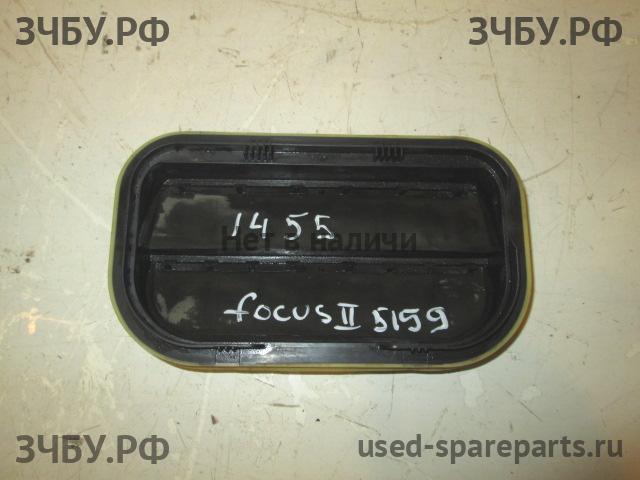 ЗЧБУ.РФ ЗЧБУ.РФ
1455
Нет в наличи
focus II 5159
ЗЧБУ.РФ used-spareparts.ru